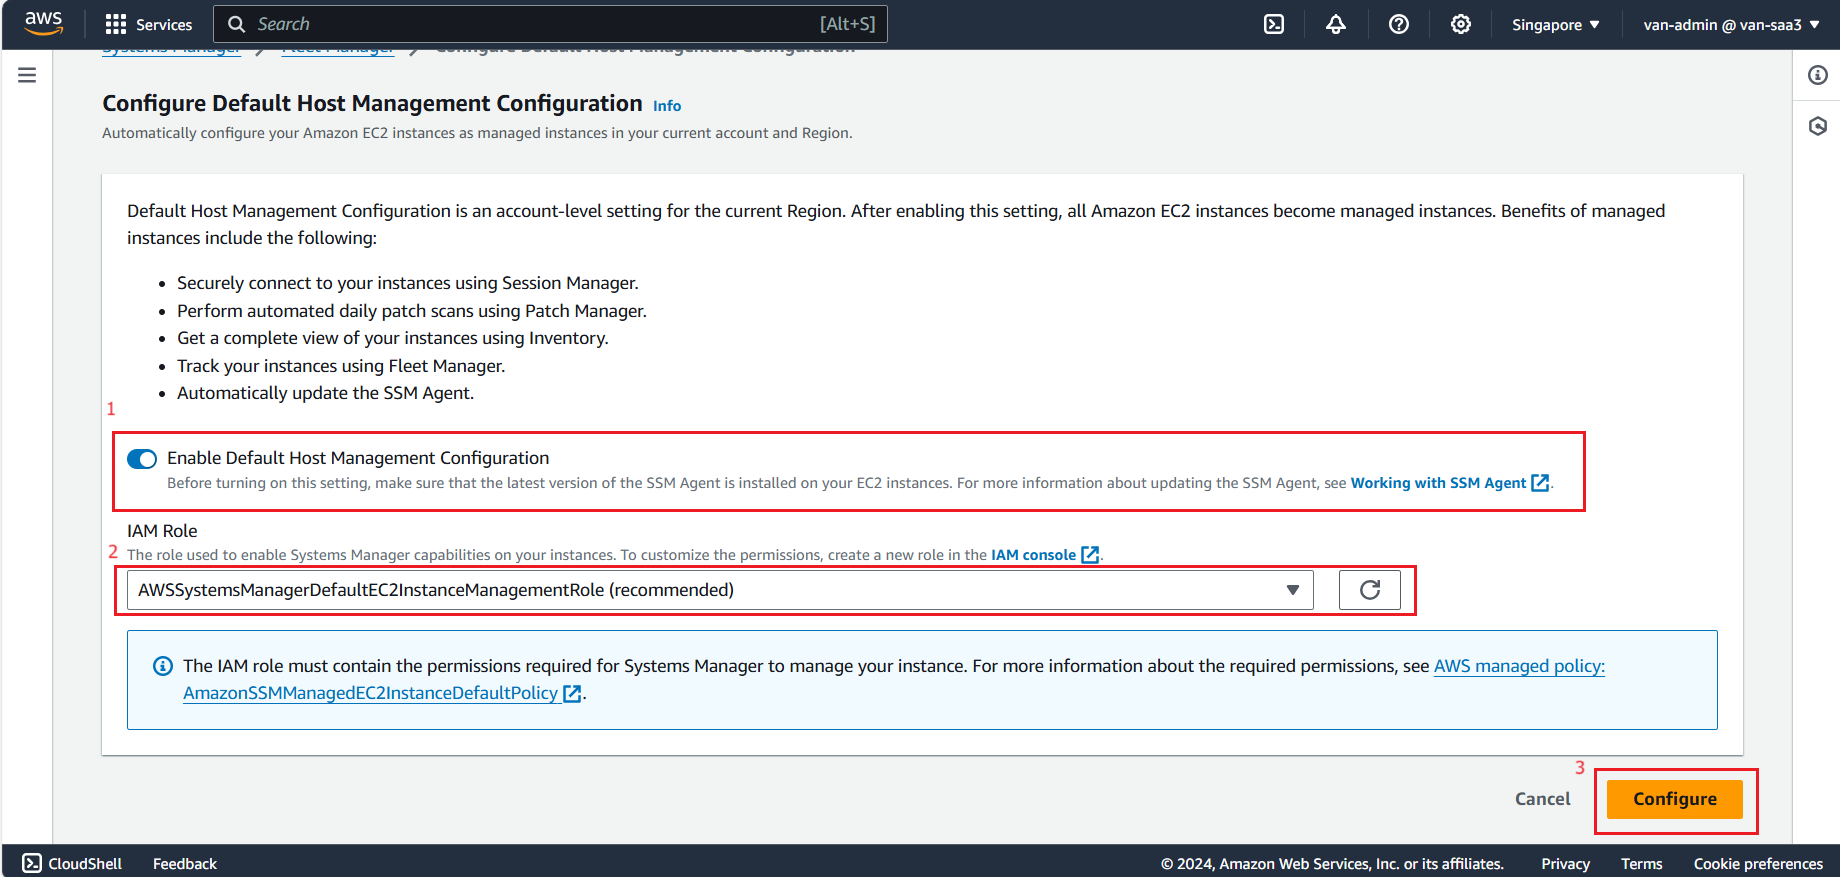 aws
Services
Search
[Alt+S]
Singapore
van-admin @ van-saa3
Systems Manager
Fleet Manager
Configure Default Host Management Configuration
Configure Default Host Management Configuration Info
Automatically configure your Amazon EC2 instances as managed instances in your current account and Region.
Default Host Management Configuration is an account-level setting for the current Region. After enabling this setting, all Amazon EC2 instances become managed instances. Benefits of managed
instances include the following:
• Securely connect to your instances using Session Manager.
• Perform automated daily patch scans using Patch Manager.
• Get a complete view of your instances using Inventory.
• Track your instances using Fleet Manager.
• Automatically update the SSM Agent.
1
Enable Default Host Management Configuration
Before turning on this setting, make sure that the latest version of the SSM Agent is installed on your EC2 instances. For more information about updating the SSM Agent, see Working with SSM Agent.
IAM Role
2
The role used to enable Systems Manager capabilities on your instances. To customize the permissions, create a new role in the IAM console.
AWSSystemsManagerDefaultEC2InstanceManagementRole (recommended)
The IAM role must contain the permissions required for Systems Manager to manage your instance. For more information about the required permissions, see AWS managed policy:
AmazonSSMManagedEC2InstanceDefaultPolicy.
3
Cancel
Configure
CloudShell
Feedback
© 2024, Amazon Web Services, Inc. or its affiliates.
Privacy
Terms
Cookie preferences